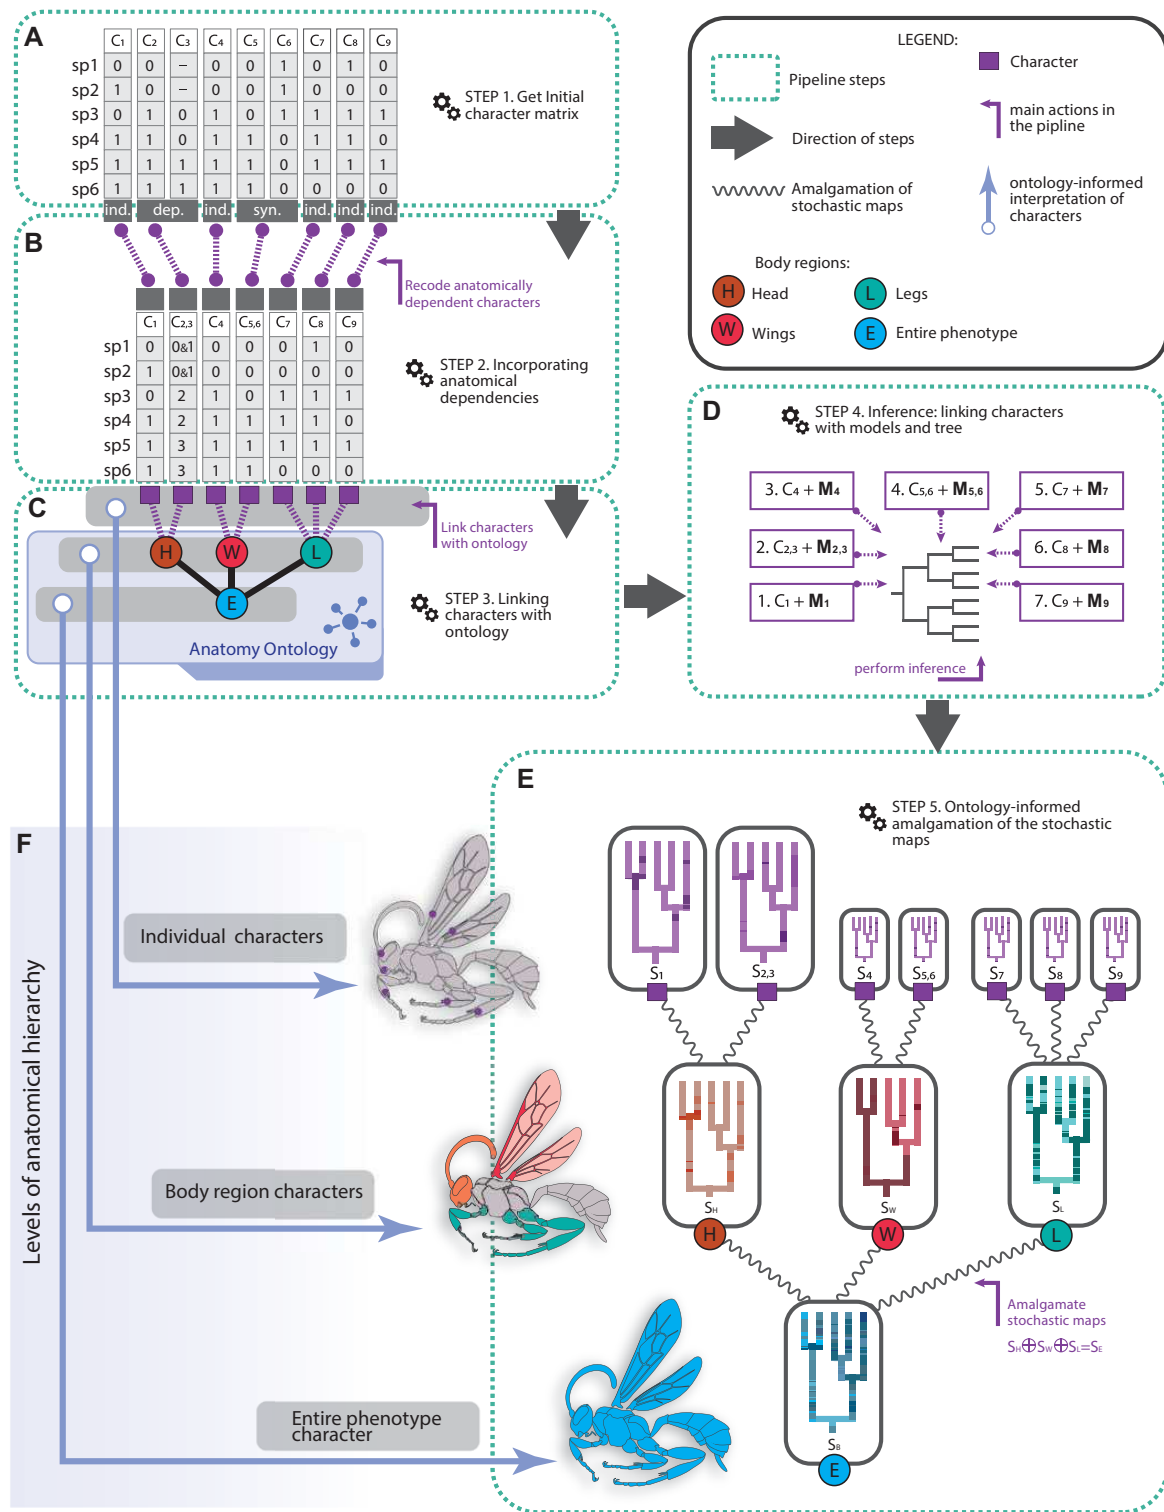 A
C1 C2 C3 C4 C5 C6 C7 C8 C9
sp1 0 0 – 0 0 1 0 1 0
sp2 1 0 – 0 0 1 0 0 0
sp3 0 1 0 1 0 1 1 1 1
sp4 1 1 0 1 1 0 1 1 0
sp5 1 1 1 1 1 0 1 1 1
sp6 1 1 1 1 1 0 0 0 0
ind. dep. ind. syn. ind. ind. ind.
STEP 1. Get Initial
character matrix
B
Recode anatomically
dependent characters
C1 C2,3 C4 C5,6 C7 C8 C9
sp1 0 0&1 0 0 0 1 0
sp2 1 0&1 0 0 0 0 0
sp3 0 2 1 0 1 1 1
sp4 1 2 1 1 1 1 0
sp5 1 3 1 1 1 1 1
sp6 1 3 1 1 0 0 0
STEP 2. Incorporating
anatomical
dependencies
C
Link characters
with ontology
H W L
E
Anatomy Ontology
STEP 3. Linking
characters with
ontology
LEGEND:
Pipeline steps
Direction of steps
Amalgamation of
stochastic maps
Character
main actions in
the pipline
ontology-informed
interpretation of
characters
Body regions:
H Head
L Legs
W Wings
E Entire phenotype
D
STEP 4. Inference: linking characters
with models and tree
3. C4 + M4
4. C5,6 + M5,6
5. C7 + M7
2. C2,3 + M2,3
6. C8 + M8
1. C1 + M1
7. C9 + M9
perform inference
E
STEP 5. Ontology-informed
amalgamation of the stochastic
maps
S1 S2,3 S4 S5,6 S7 S8 S9
SH SW SL
H W L
Amalgamate
stochastic maps
SH⊕SW⊕SL=SE
SB
E
F
Levels of anatomical hierarchy
Individual characters
Body region characters
Entire phenotype
character